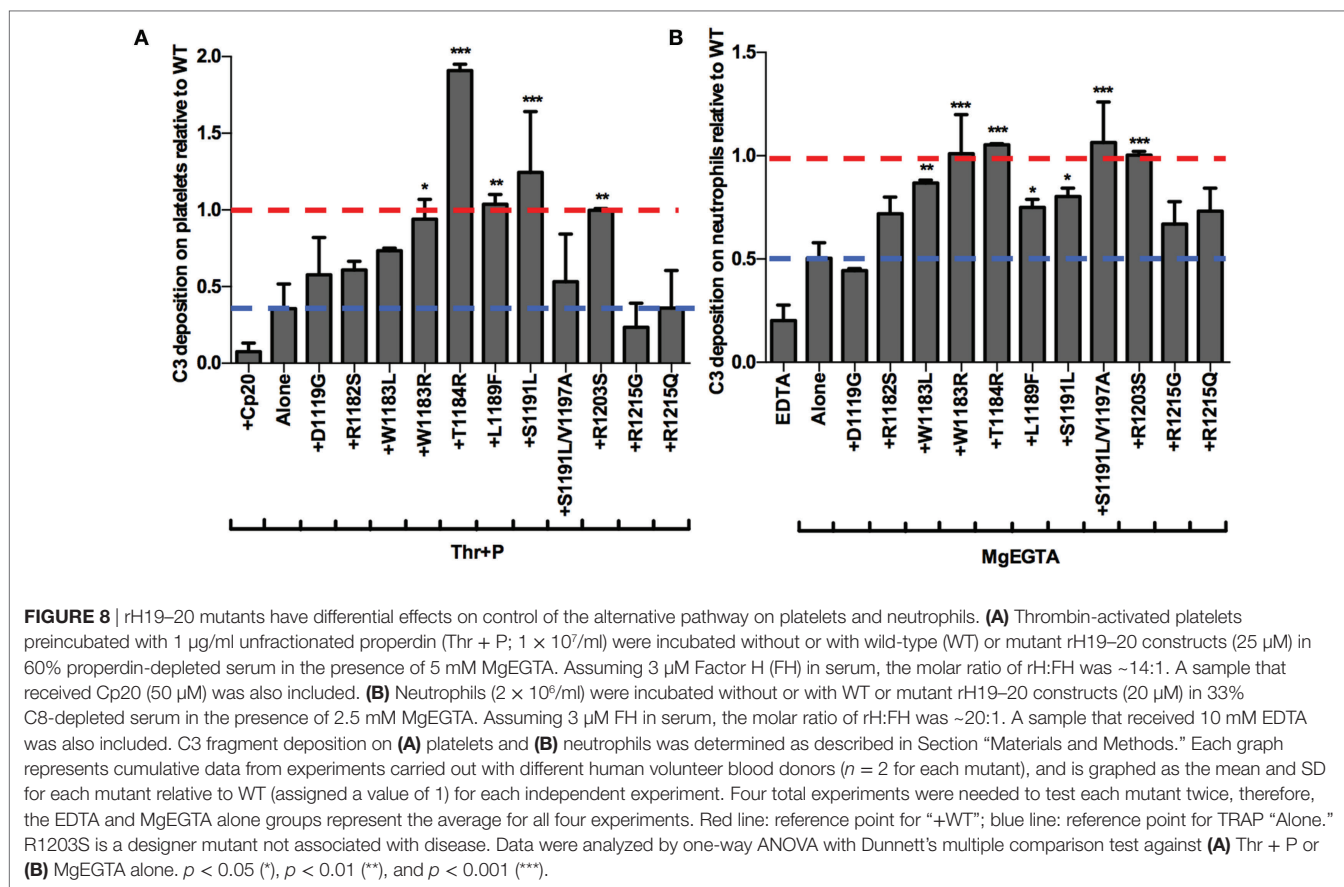 A
C3 deposition on platelets relative to WT
2.0
1.5
1.0
0.5
0.0
*
***
**
***
**
+Cp20
Alone
+D1119G
+R1182S
+W1183L
+W1183R
+T1184R
+L1189F
+S1191L
+S1191L/V1197A
+R1203S
+R1215G
+R1215Q
Thr+P
B
C3 deposition on neutrophils relative to WT
1.5
1.0
0.5
0.0
**
***
***
*
*
***
***
EDTA
Alone
+D1119G
+R1182S
+W1183L
+W1183R
+T1184R
+L1189F
+S1191L
+S1191L/V1197A
+R1203S
+R1215G
+R1215Q
MgEGTA
FIGURE 8 | rH19–20 mutants have differential effects on control of the alternative pathway on platelets and neutrophils. (A) Thrombin-activated platelets
preincubated with 1 µg/ml unfractionated properdin (Thr + P; 1 × 10⁷/ml) were incubated without or with wild-type (WT) or mutant rH19–20 constructs (25 µM) in
60% properdin-depleted serum in the presence of 5 mM MgEGTA. Assuming 3 µM Factor H (FH) in serum, the molar ratio of rH:FH was ~14:1. A sample that
received Cp20 (50 µM) was also included. (B) Neutrophils (2 × 10⁶/ml) were incubated without or with WT or mutant rH19–20 constructs (20 µM) in 33%
C8-depleted serum in the presence of 2.5 mM MgEGTA. Assuming 3 µM FH in serum, the molar ratio of rH:FH was ~20:1. A sample that received 10 mM EDTA
was also included. C3 fragment deposition on (A) platelets and (B) neutrophils was determined as described in Section “Materials and Methods.” Each graph
represents cumulative data from experiments carried out with different human volunteer blood donors (n = 2 for each mutant), and is graphed as the mean and SD
for each mutant relative to WT (assigned a value of 1) for each independent experiment. Four total experiments were needed to test each mutant twice, therefore,
the EDTA and MgEGTA alone groups represent the average for all four experiments. Red line: reference point for “+WT”; blue line: reference point for TRAP “Alone.”
R1203S is a designer mutant not associated with disease. Data were analyzed by one-way ANOVA with Dunnett’s multiple comparison test against (A) Thr + P or
(B) MgEGTA alone. p < 0.05 (*), p < 0.01 (**), and p < 0.001 (***).